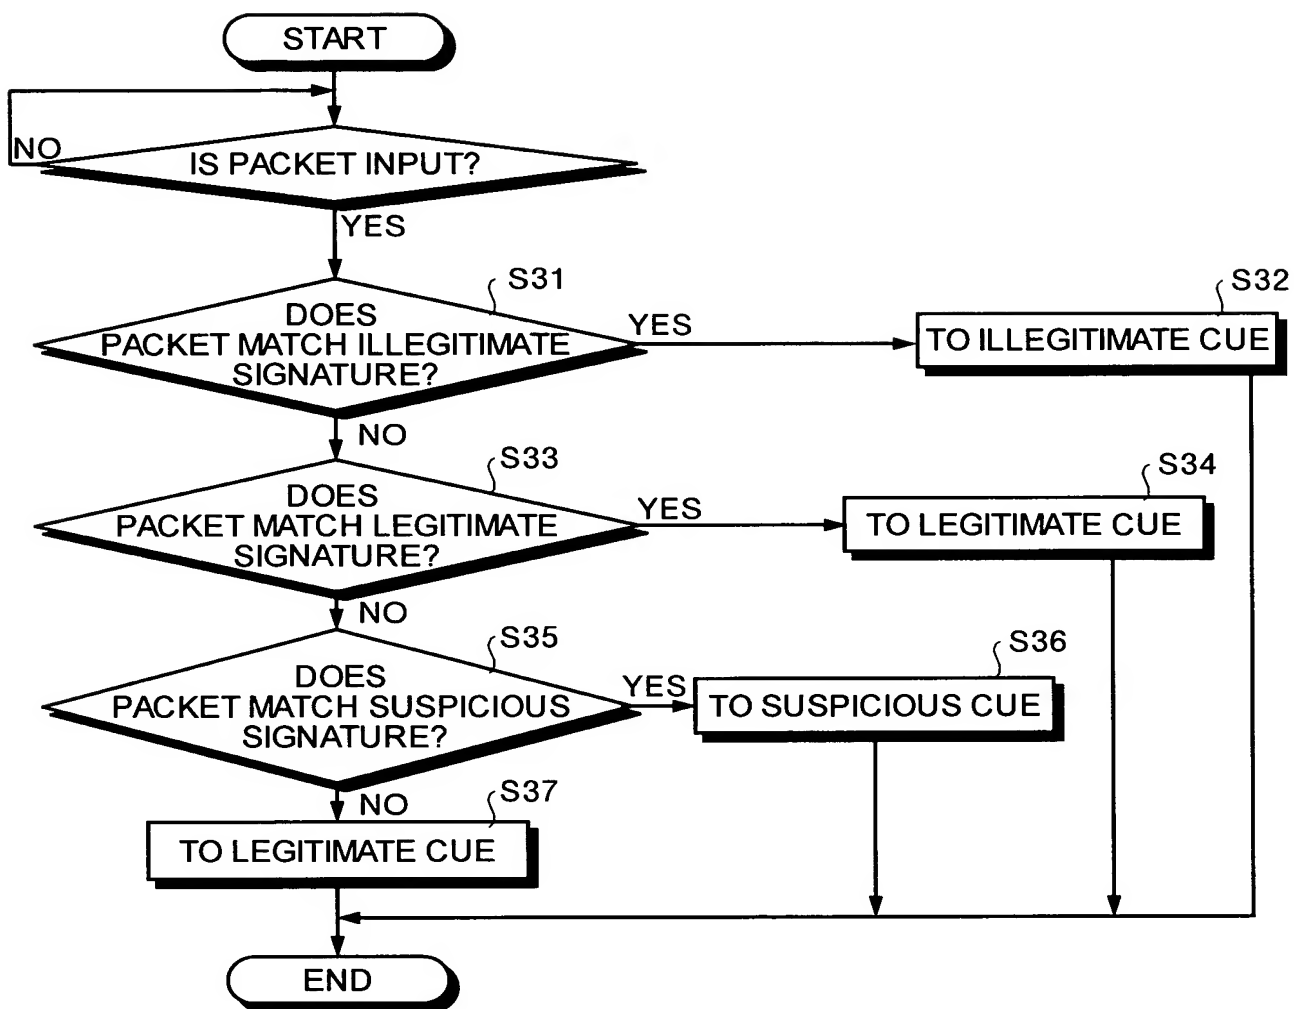 START
NO
IS PACKET INPUT?
YES
S31
DOES
PACKET MATCH ILLEGITIMATE
SIGNATURE?
YES
S32
TO ILLEGITIMATE CUE
NO
S33
DOES
PACKET MATCH LEGITIMATE
SIGNATURE?
YES
S34
TO LEGITIMATE CUE
NO
S35
DOES
PACKET MATCH SUSPICIOUS
SIGNATURE?
YES
S36
TO SUSPICIOUS CUE
NO
S37
TO LEGITIMATE CUE
END